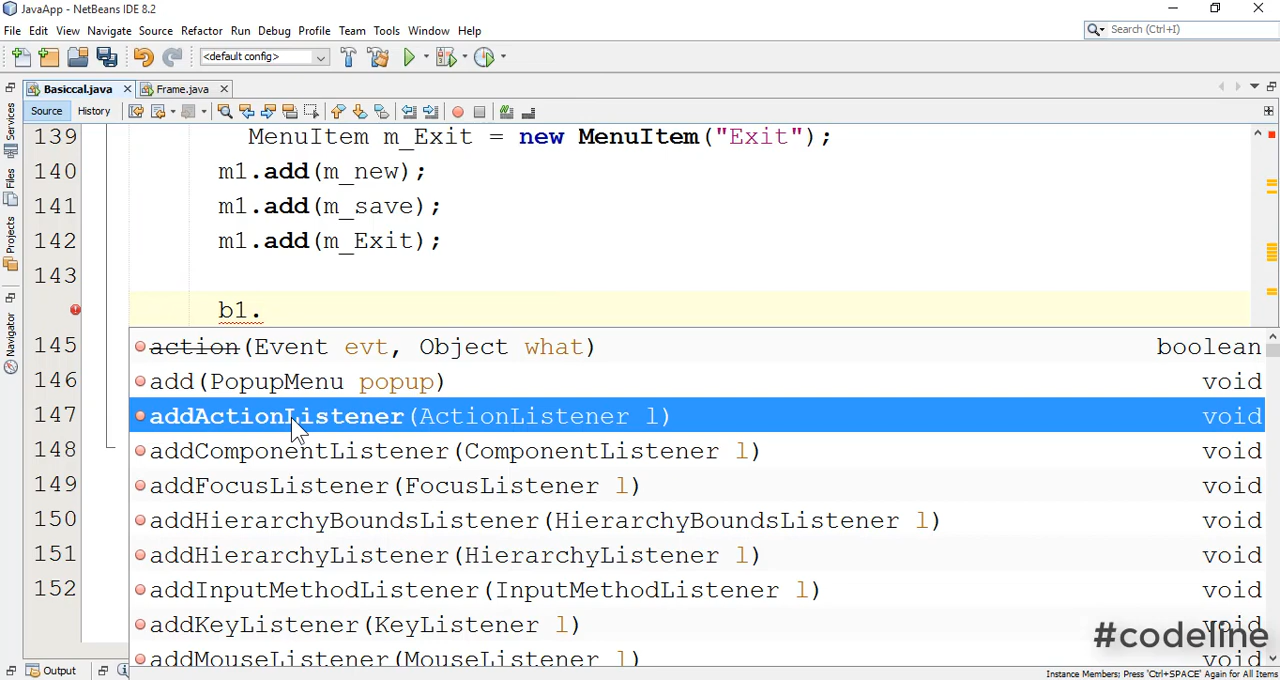 JavaApp - NetBeans IDE 8.2
File Edit View Navigate Source Refactor Run Debug Profile Team Tools Window Help
Search (Ctrl+I)
<default config>
Basiccal.java Frame.java
Source History
Services
Files
Projects
Navigator
139 MenuItem m_Exit = new MenuItem("Exit");
140 m1.add(m_new);
141 m1.add(m_save);
142 m1.add(m_Exit);
143
b1.
145 action(Event evt, Object what) boolean
146 add(PopupMenu popup) void
147 addActionListener(ActionListener l) void
148 addComponentListener(ComponentListener l) void
149 addFocusListener(FocusListener l) void
150 addHierarchyBoundsListener(HierarchyBoundsListener l) void
151 addHierarchyListener(HierarchyListener l) void
152 addInputMethodListener(InputMethodListener l) void
addKeyListener(KeyListener l) void
#codeline
addMouseListener(MouseListener l) void
Output
Instance Members; Press 'Ctrl+SPACE' Again for All Items